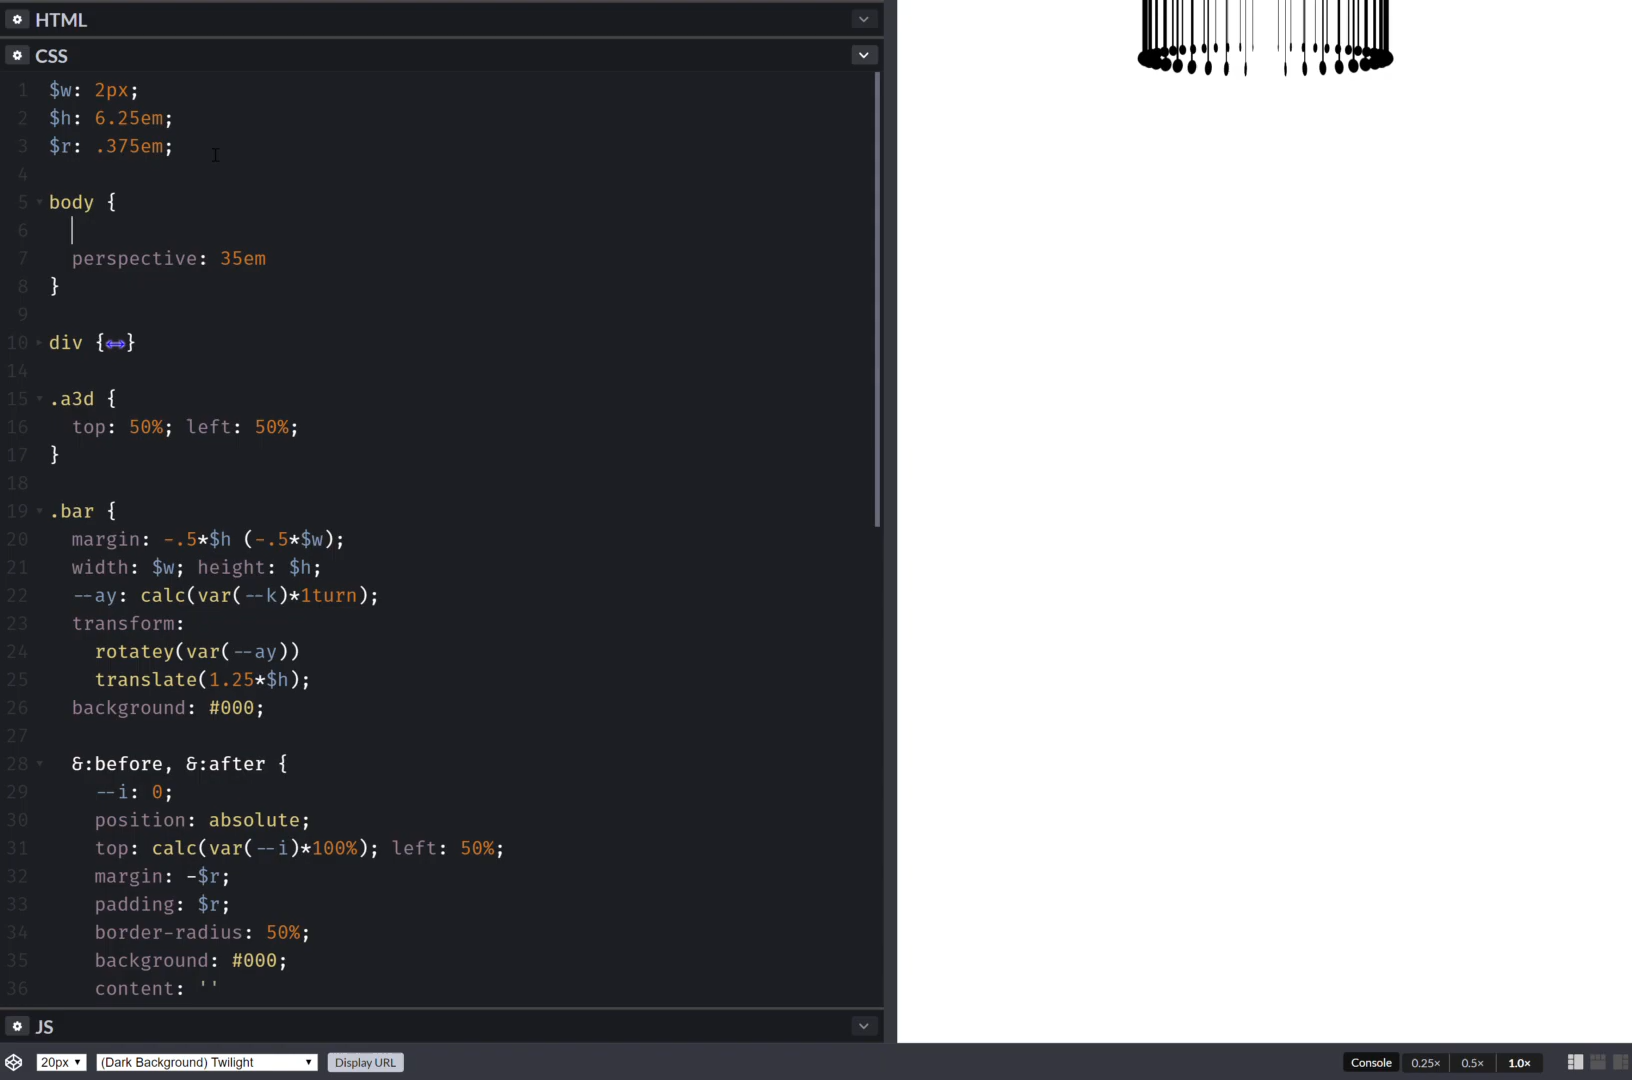 HTML
CSS
1 $w: 2px;
2 $h: 6.25em;
3 $r: .375em;
4
5 body {
6
7 perspective: 35em
8 }
9
10 div {↔}
14
15 .a3d {
16 top: 50%; left: 50%;
17 }
18
19 .bar {
20 margin: -.5*$h (-.5*$w);
21 width: $w; height: $h;
22 --ay: calc(var(--k)*1turn);
23 transform:
24 rotatey(var(--ay))
25 translate(1.25*$h);
26 background: #000;
27
28 &:before, &:after {
29 --i: 0;
30 position: absolute;
31 top: calc(var(--i)*100%); left: 50%;
32 margin: -$r;
33 padding: $r;
34 border-radius: 50%;
35 background: #000;
36 content: ''
JS
20px (Dark Background) Twilight Display URL Console 0.25× 0.5× 1.0×